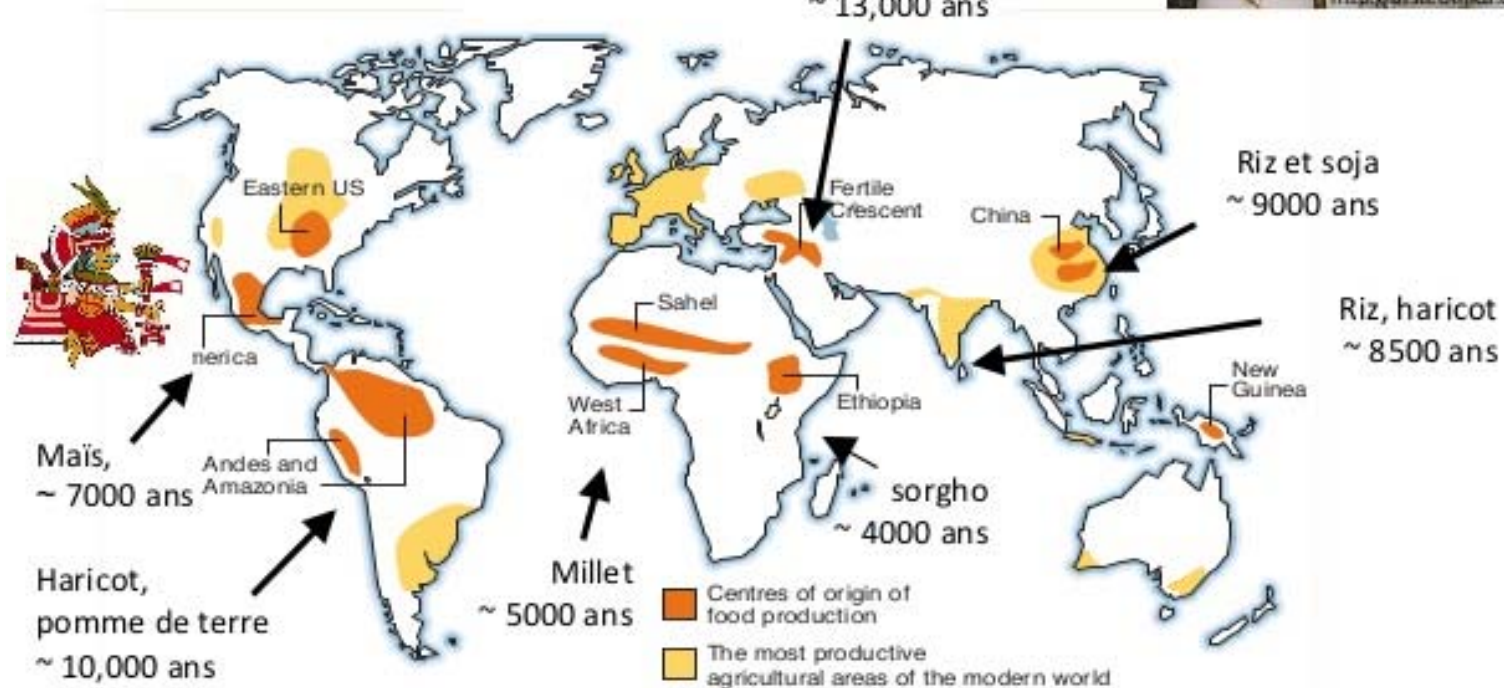 ~ 13,000 ans
Eastern US
Fertile
Crescent
China
Riz et soja
~ 9000 ans
Sahel
Riz, haricot
~ 8500 ans
nerica
New
Guinea
West
Africa
Ethiopia
Maïs,
~ 7000 ans
Andes and
Amazonia
sorgho
~ 4000 ans
Haricot,
pomme de terre
~ 10,000 ans
Millet
~ 5000 ans
Centres of origin of
food production
The most productive
agricultural areas of the modern world